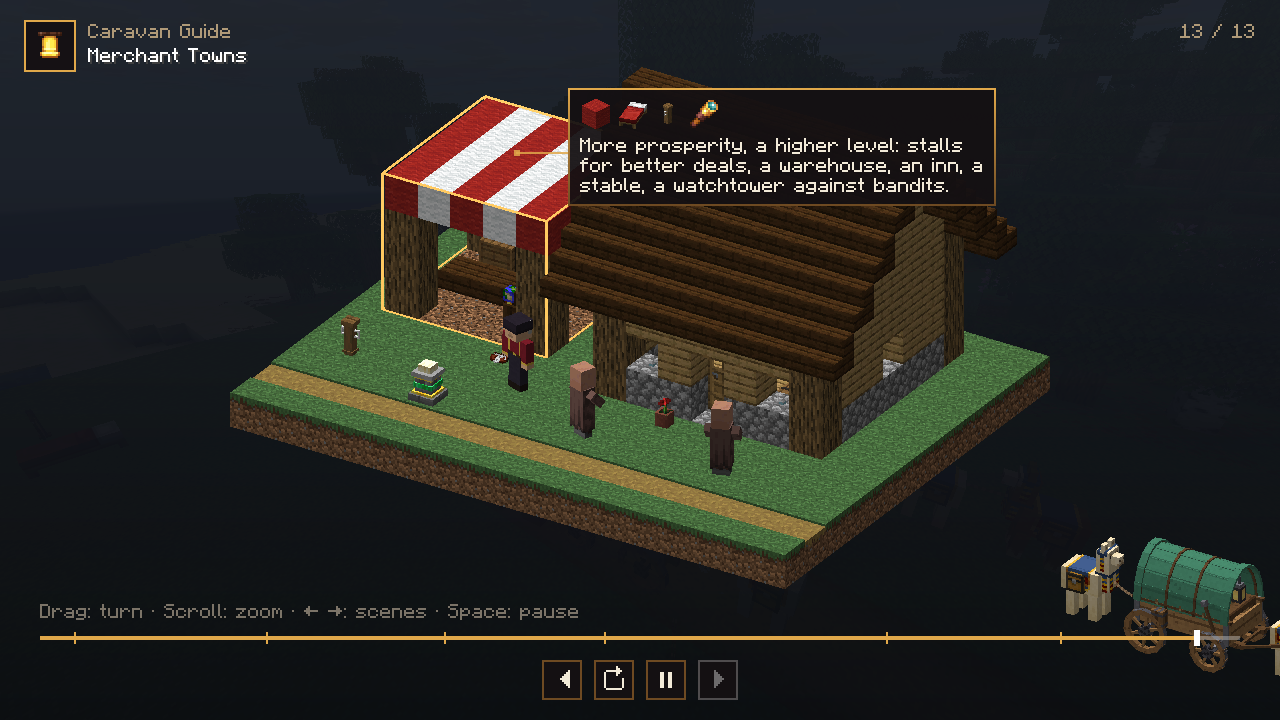 Caravan Guide
Merchant Towns
13 / 13
More prosperity, a higher level: stalls
for better deals, a warehouse, an inn, a
stable, a watchtower against bandits.
Drag: turn · Scroll: zoom · ← →: scenes · Space: pause